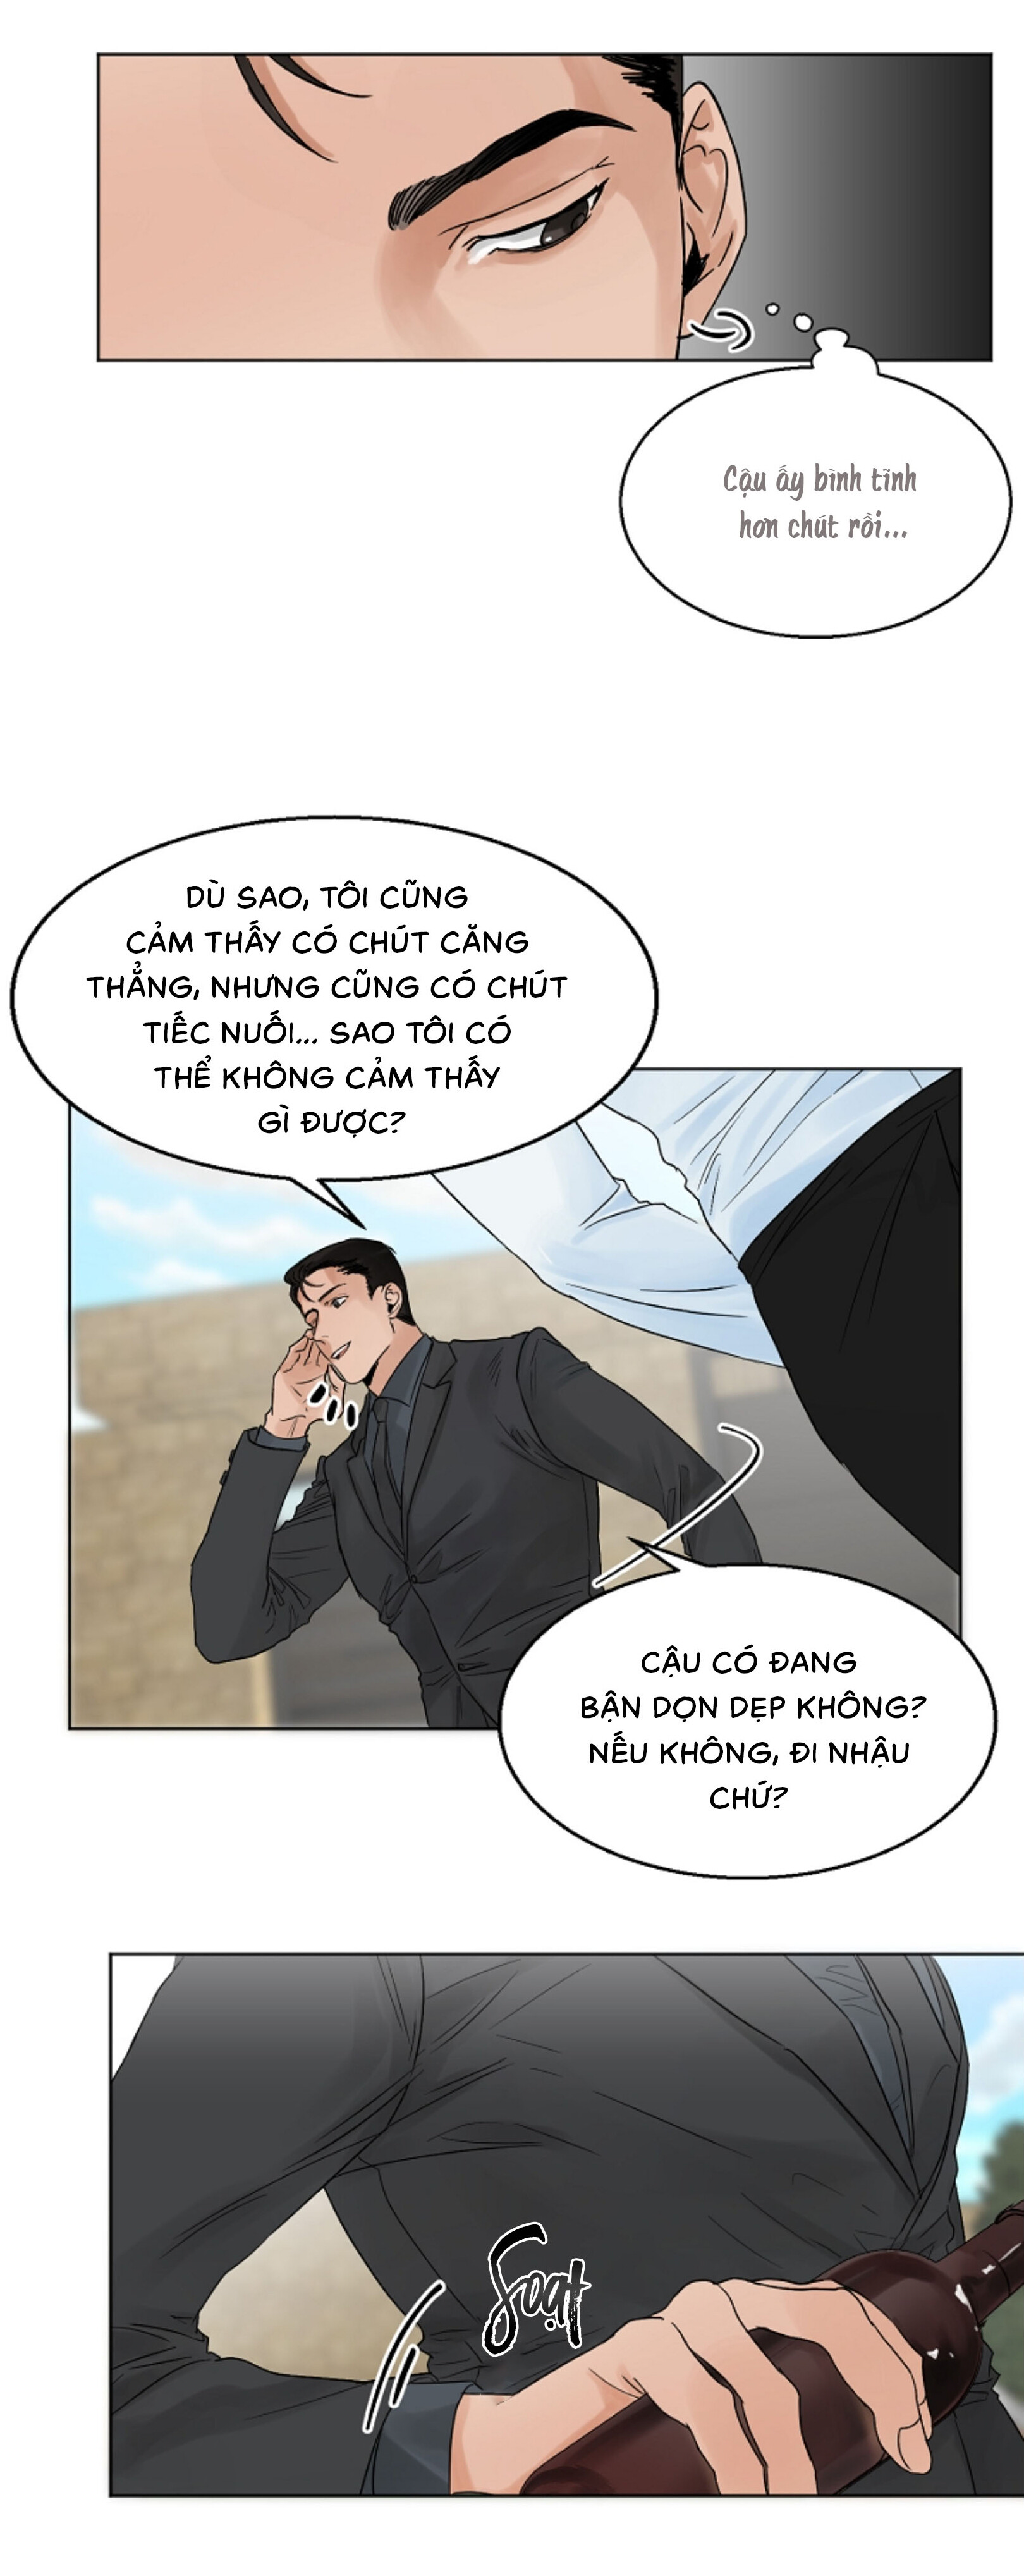 Cậu ấy bình tĩnh
hơn chút rồi...
DÙ SAO, TÔI CŨNG
CẢM THẤY CÓ CHÚT CĂNG
THẲNG, NHƯNG CŨNG CÓ CHÚT
TIẾC NUỐI... SAO TÔI CÓ
THỂ KHÔNG CẢM THẤY
GÌ ĐƯỢC?
CẬU CÓ ĐANG
BẬN DỌN DẸP KHÔNG?
NẾU KHÔNG, ĐI NHẬU
CHỨ?
Soạt